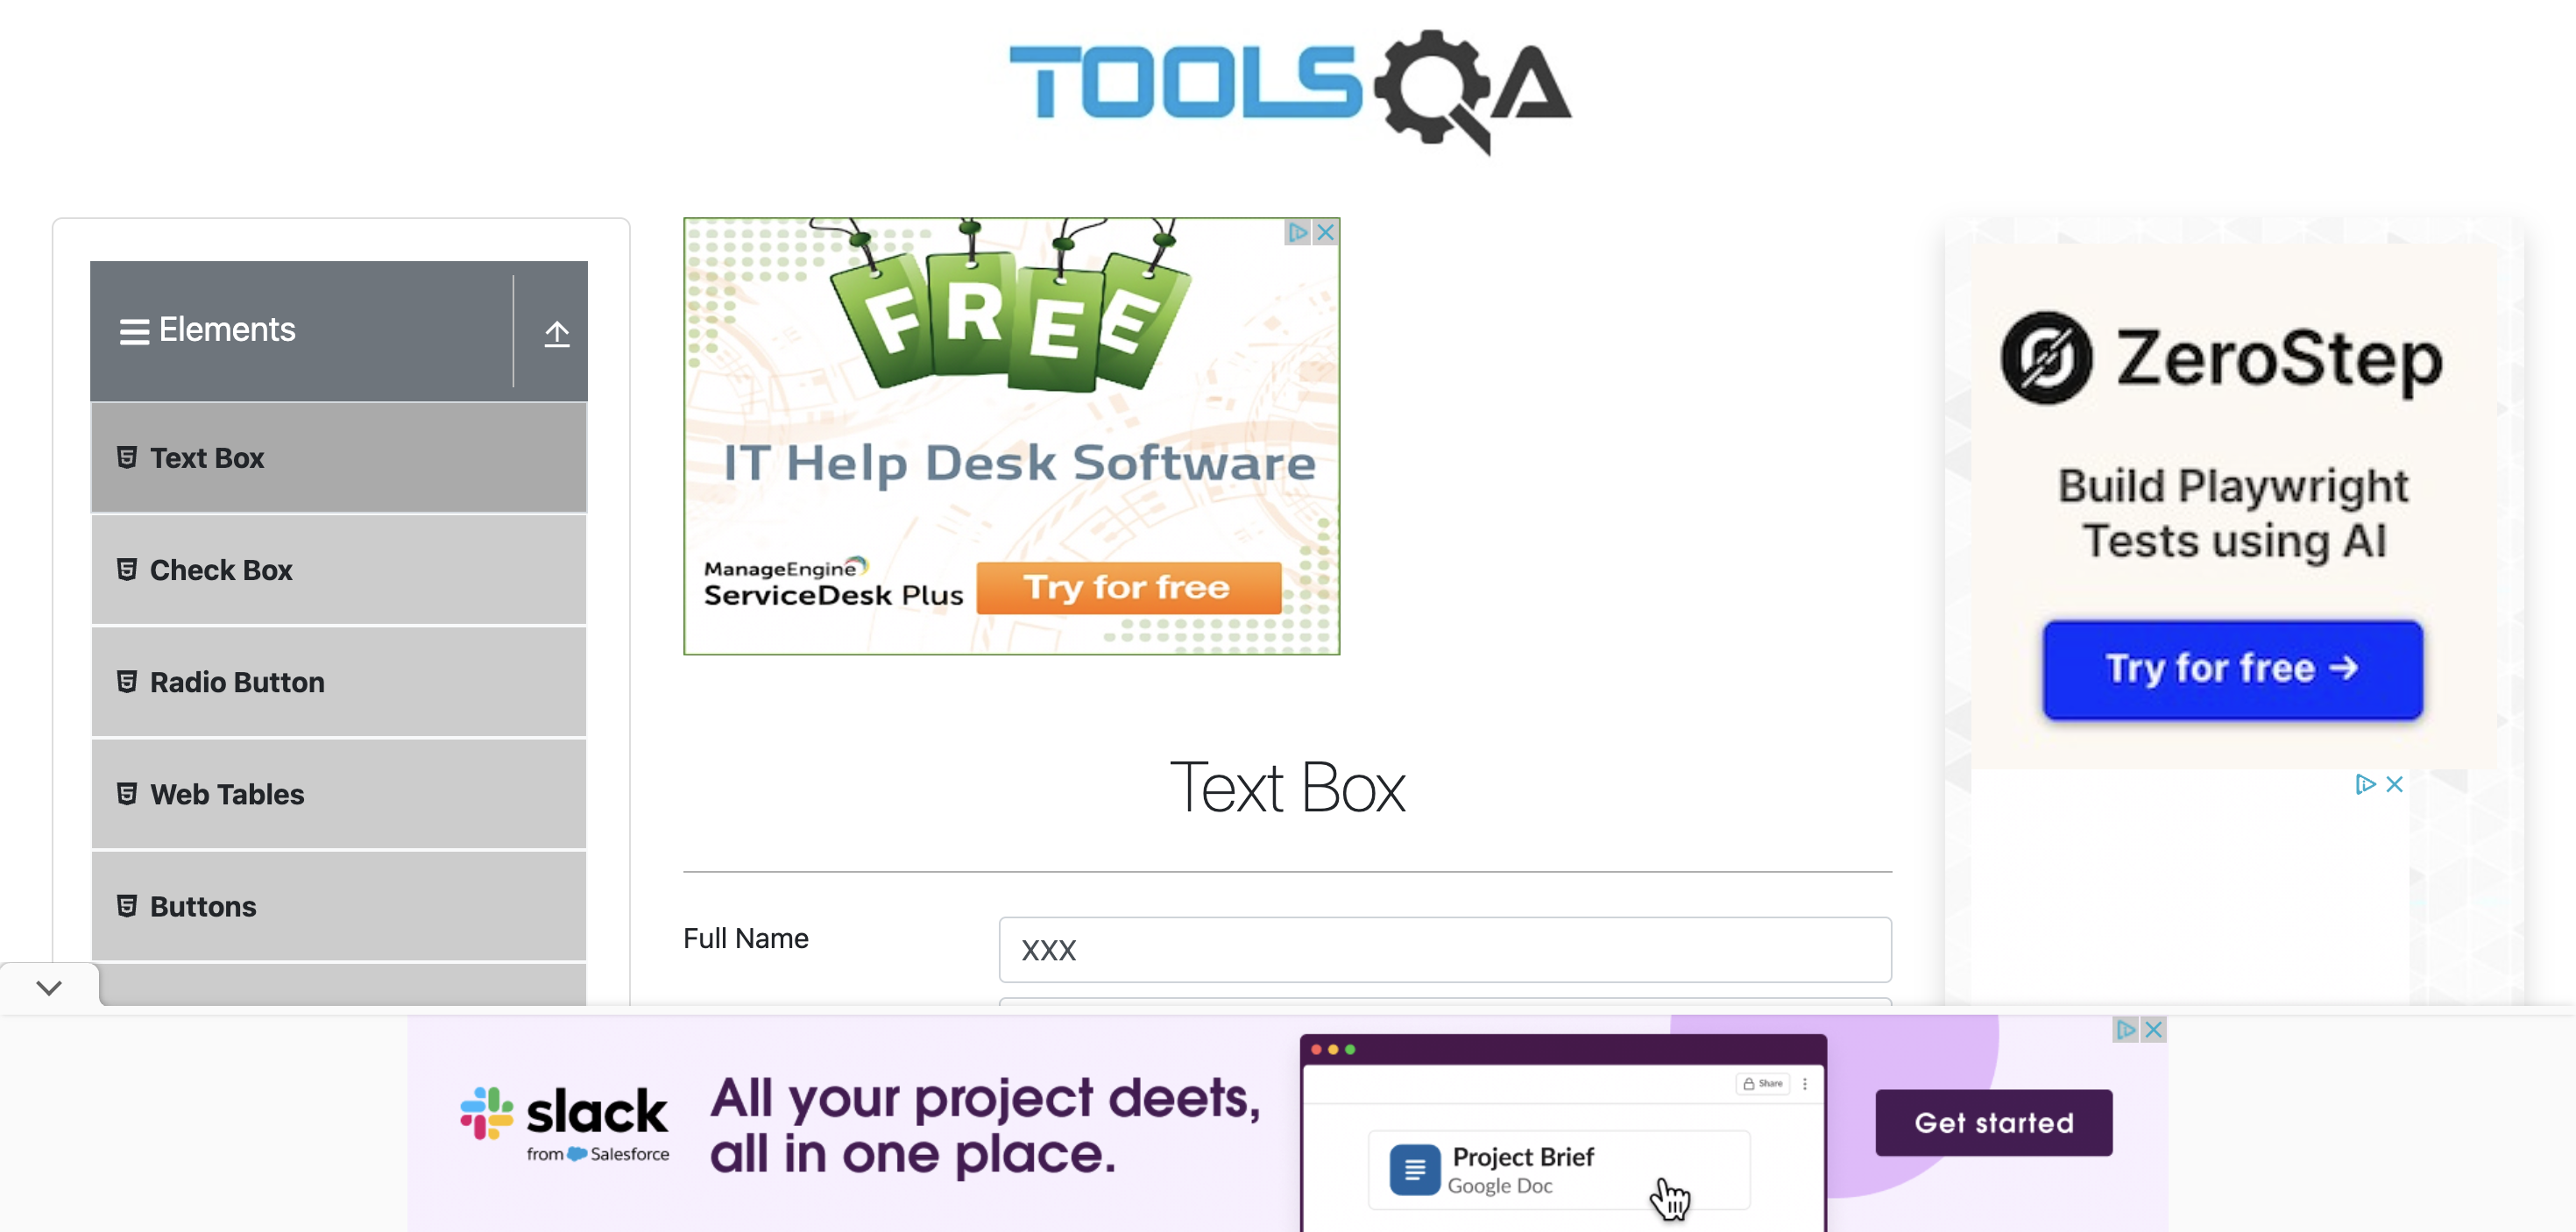 TOOLSQA
Elements
Text Box
Check Box
Radio Button
Web Tables
Buttons
FREE
IT Help Desk Software
ManageEngine
ServiceDesk Plus
Try for free
Text Box
Full Name
XXX
ZeroStep
Build Playwright
Tests using AI
Try for free →
slack
from Salesforce
All your project deets,
all in one place.
Share
Project Brief
Google Doc
Get started